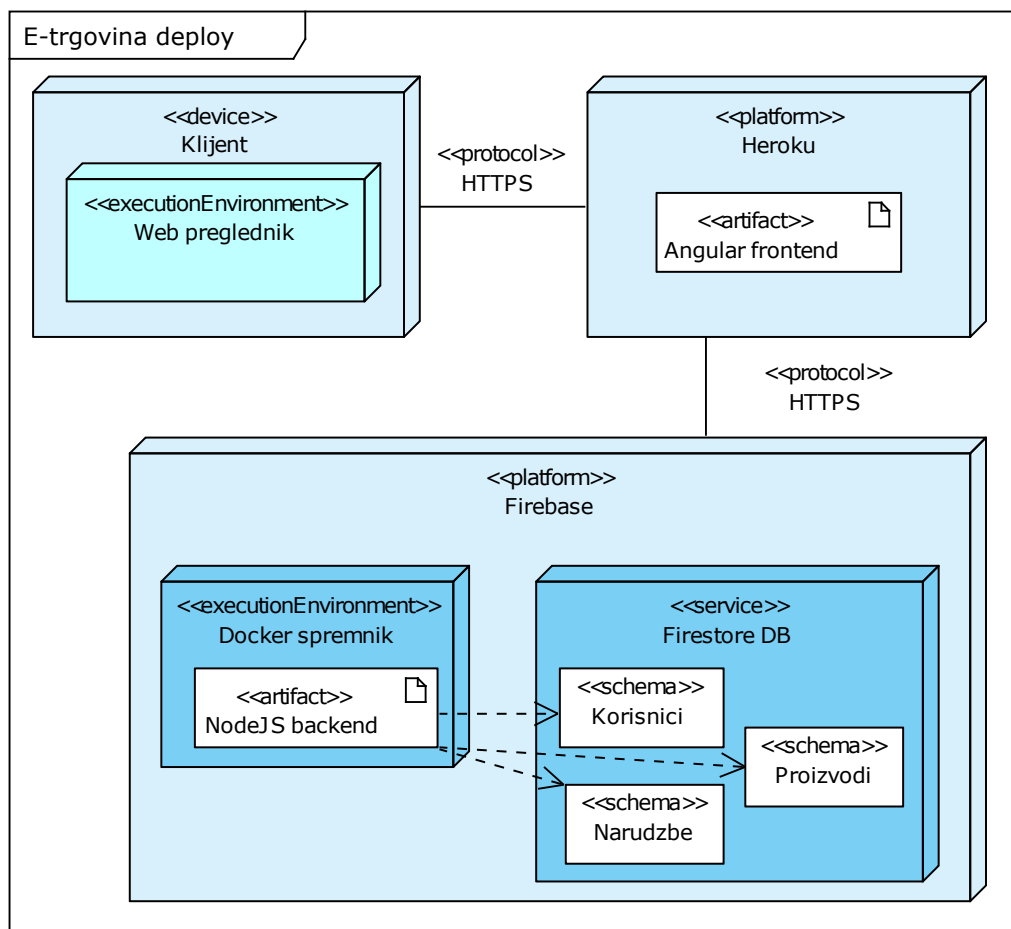 E-trgovina deploy
<<device>>
Klijent
<<executionEnvironment>>
Web preglednik
<<protocol>>
HTTPS
<<platform>>
Heroku
<<artifact>>
Angular frontend
<<protocol>>
HTTPS
<<platform>>
Firebase
<<executionEnvironment>>
Docker spremnik
<<artifact>>
NodeJS backend
<<service>>
Firestore DB
<<schema>>
Korisnici
<<schema>>
Proizvodi
<<schema>>
Narudzbe